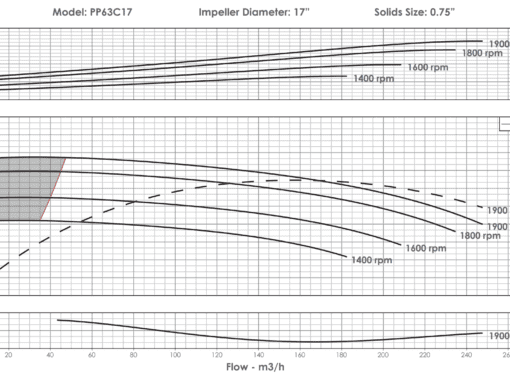 Model: PP63C17 Impeller Diameter: 17" Solids Size: 0.75"
1900
1800 rpm
1600 rpm
1400 rpm
1900
1900
1800 rpm
1600 rpm
1400 rpm
1900
20 40 60 80 100 120 140 160 180 200 220 240 26
Flow - m3/h